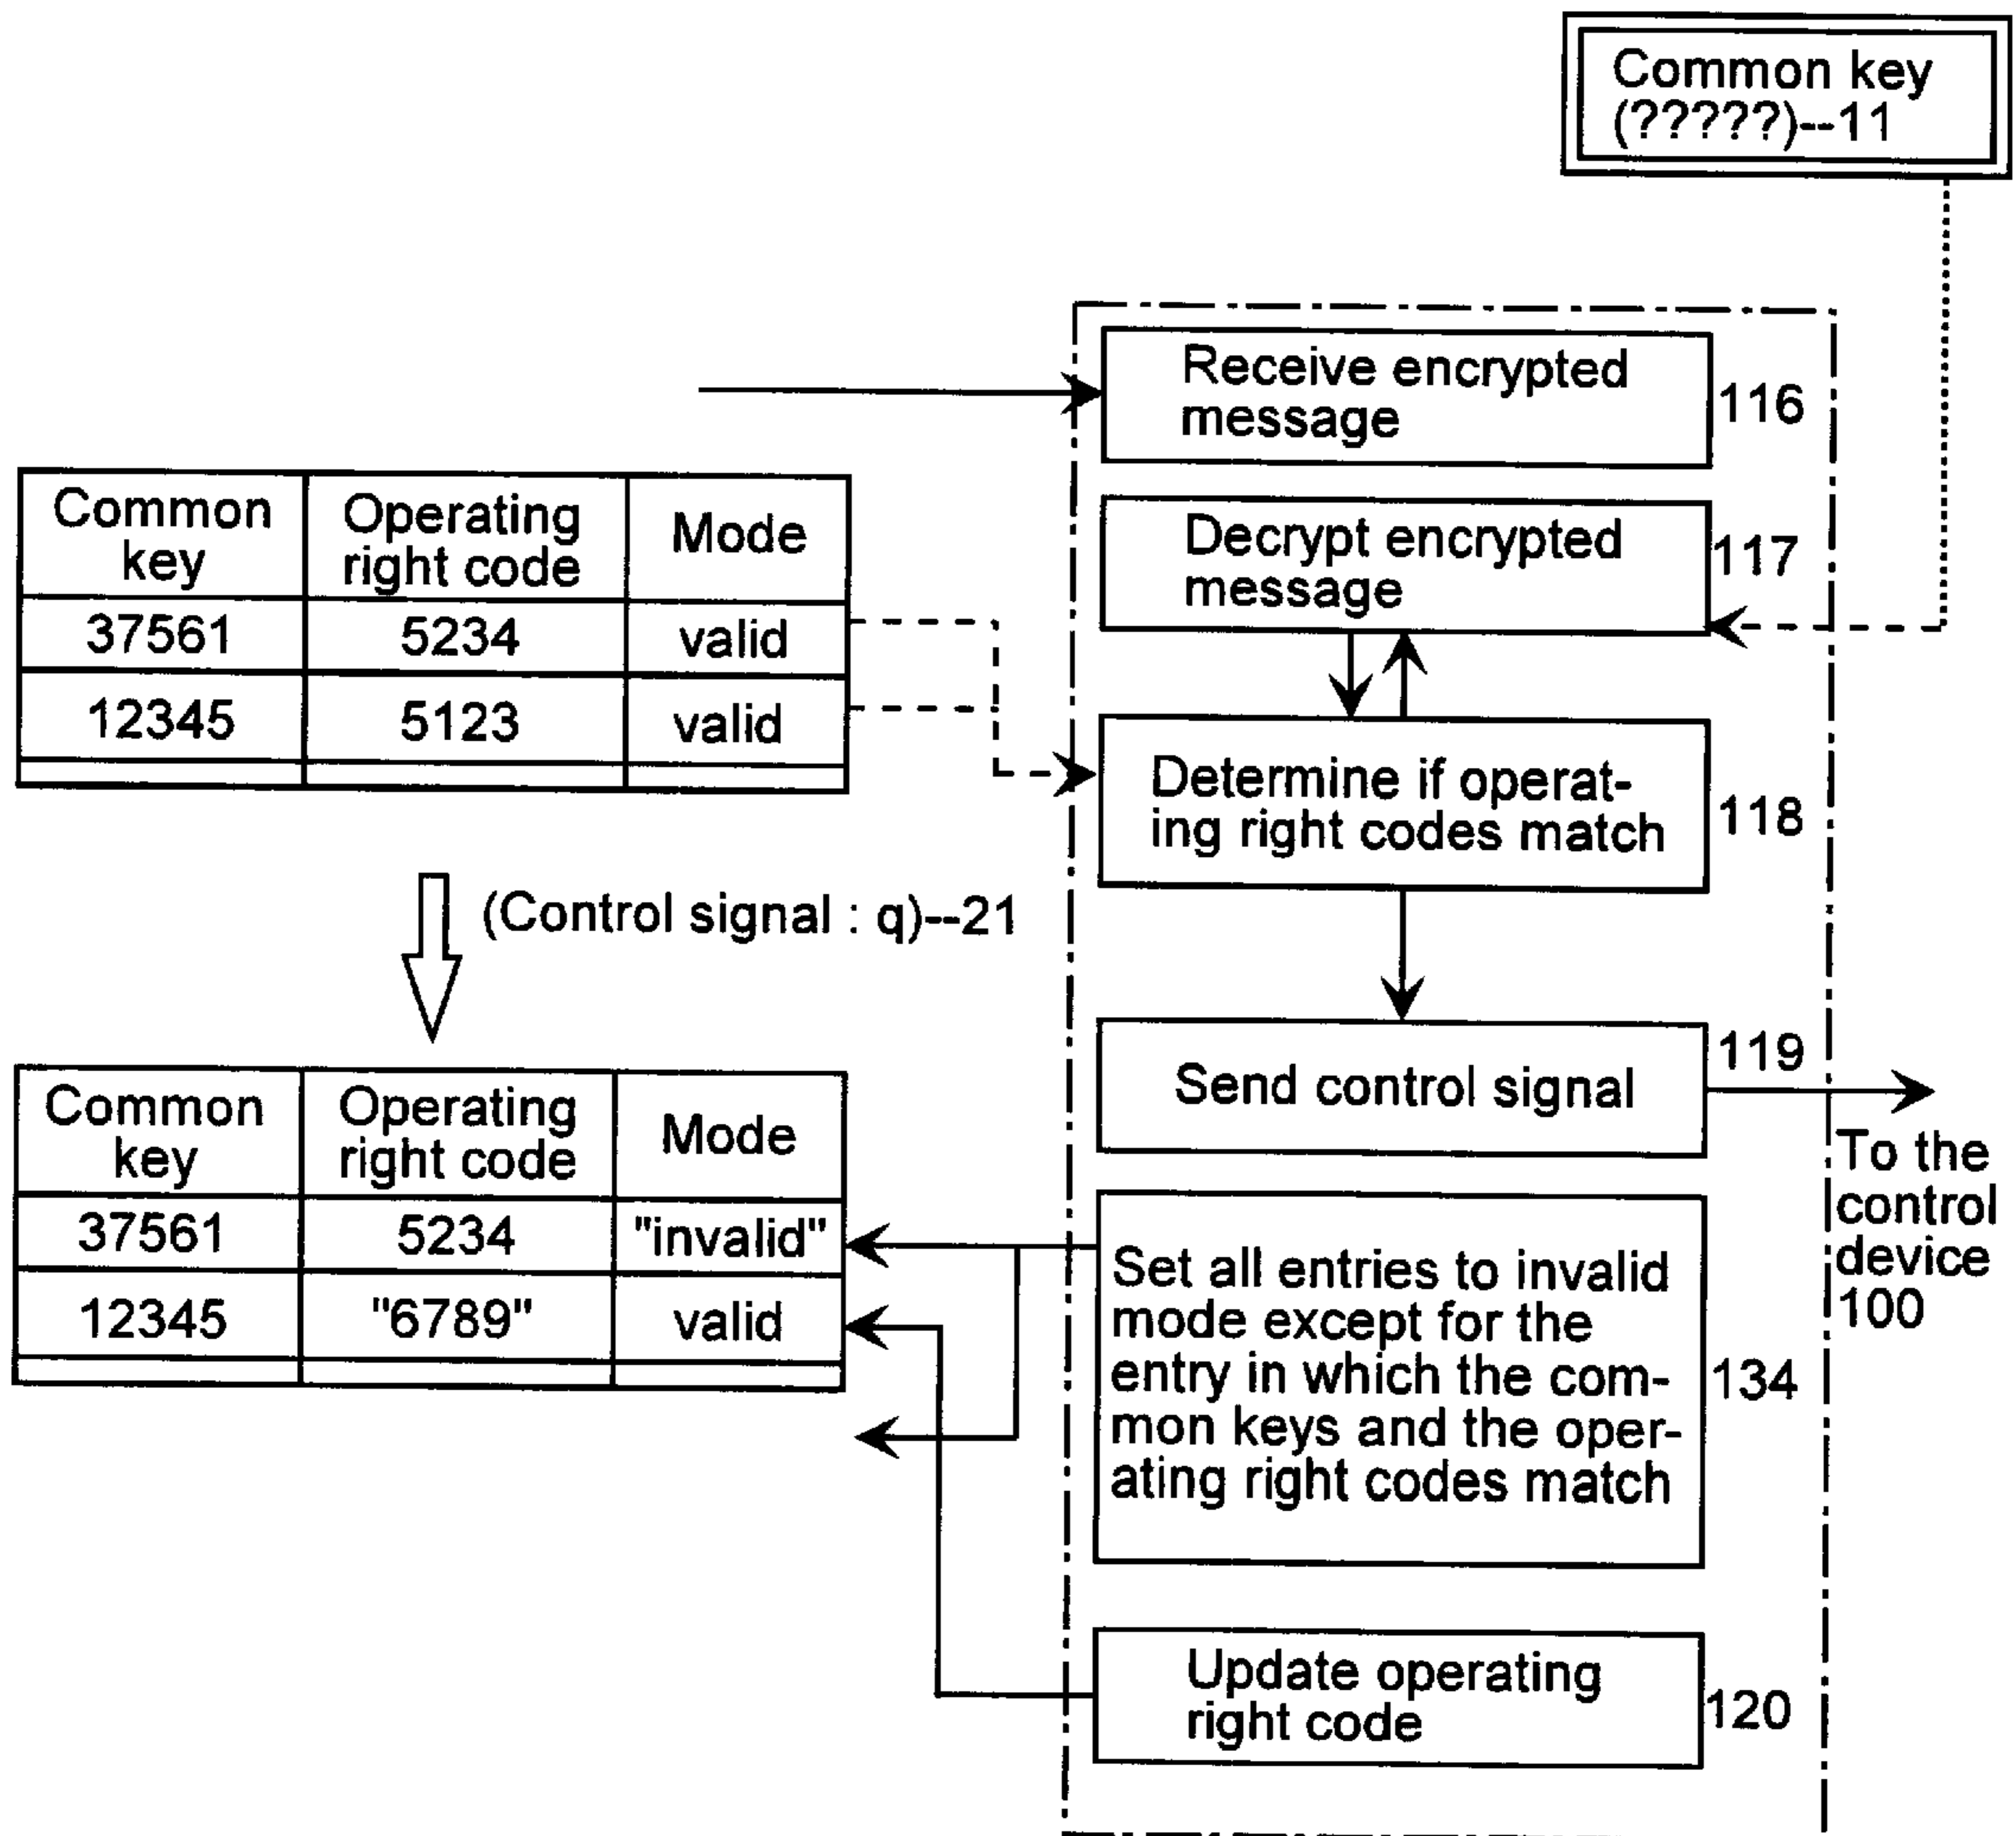 Common key
(?????)--11
Receive encrypted
message
116
Decrypt encrypted
message
117
Common
key
Operating
right code
Mode
37561
5234
valid
12345
5123
valid
Determine if operat-
ing right codes match
118
(Control signal : q)--21
Send control signal
119
To the
control
device
100
Common
key
Operating
right code
Mode
37561
5234
"invalid"
12345
"6789"
valid
Set all entries to invalid
mode except for the
entry in which the com-
mon keys and the oper-
ating right codes match
134
Update operating
right code
120